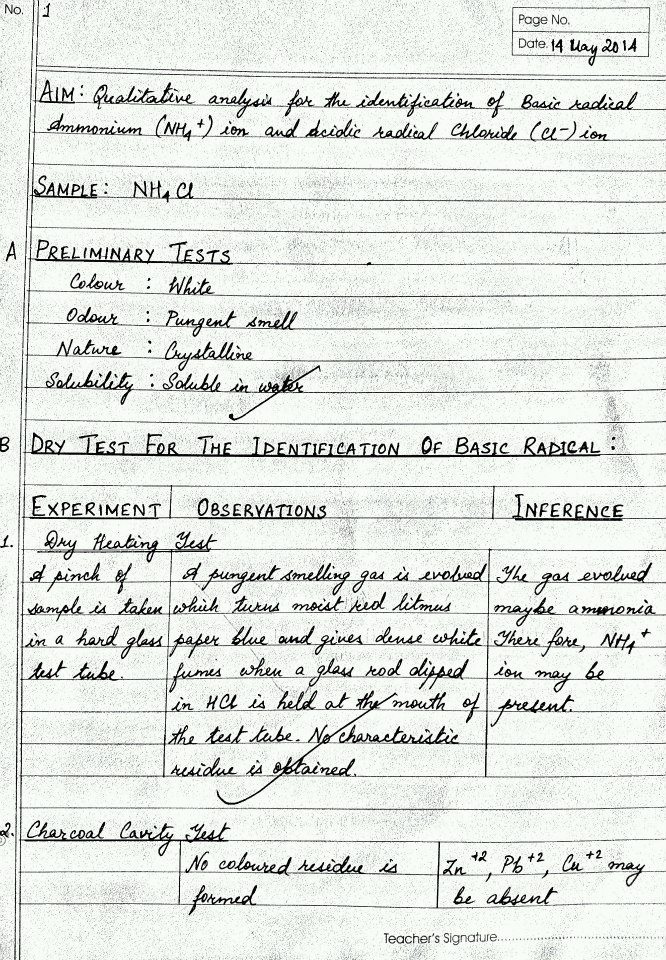 No. 1
Page No.
Date. 14 May 2014
AIM: Qualitative analysis for the identification of Basic radical
Ammonium (NH4+) ion and Acidic radical Chloride (Cl-) ion
SAMPLE: NH4Cl
A PRELIMINARY TESTS
Colour : White
Odour : Pungent smell
Nature : Crystalline
Solubility : Soluble in water
B DRY TEST FOR THE IDENTIFICATION OF BASIC RADICAL :
EXPERIMENT OBSERVATIONS INFERENCE
1. Dry Heating Test
A pinch of
sample is taken
in a hard glass
test tube.
A pungent smelling gas is evolved
which turns moist red litmus
paper blue and gives dense white
fumes when a glass rod dipped
in HCl is held at the mouth of
the test tube. No characteristic
residue is obtained.
The gas evolved
maybe ammonia
There fore, NH4+
ion may be
present.
2. Charcoal Cavity Test
No coloured residue is
formed
Zn+2, Pb+2, Cu+2 may
be absent
Teacher's Signature